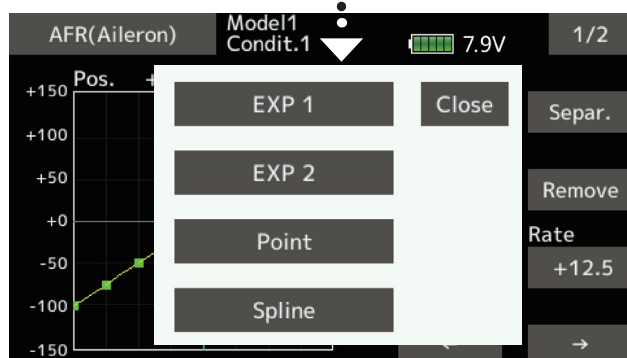 AFR(Aileron)
Model1
Condit.1
7.9V
1/2
Pos. +
+150
+100
+50
+0
-50
-100
-150
EXP 1
EXP 2
Point
Spline
Close
Separ.
Remove
Rate
+12.5
←
→